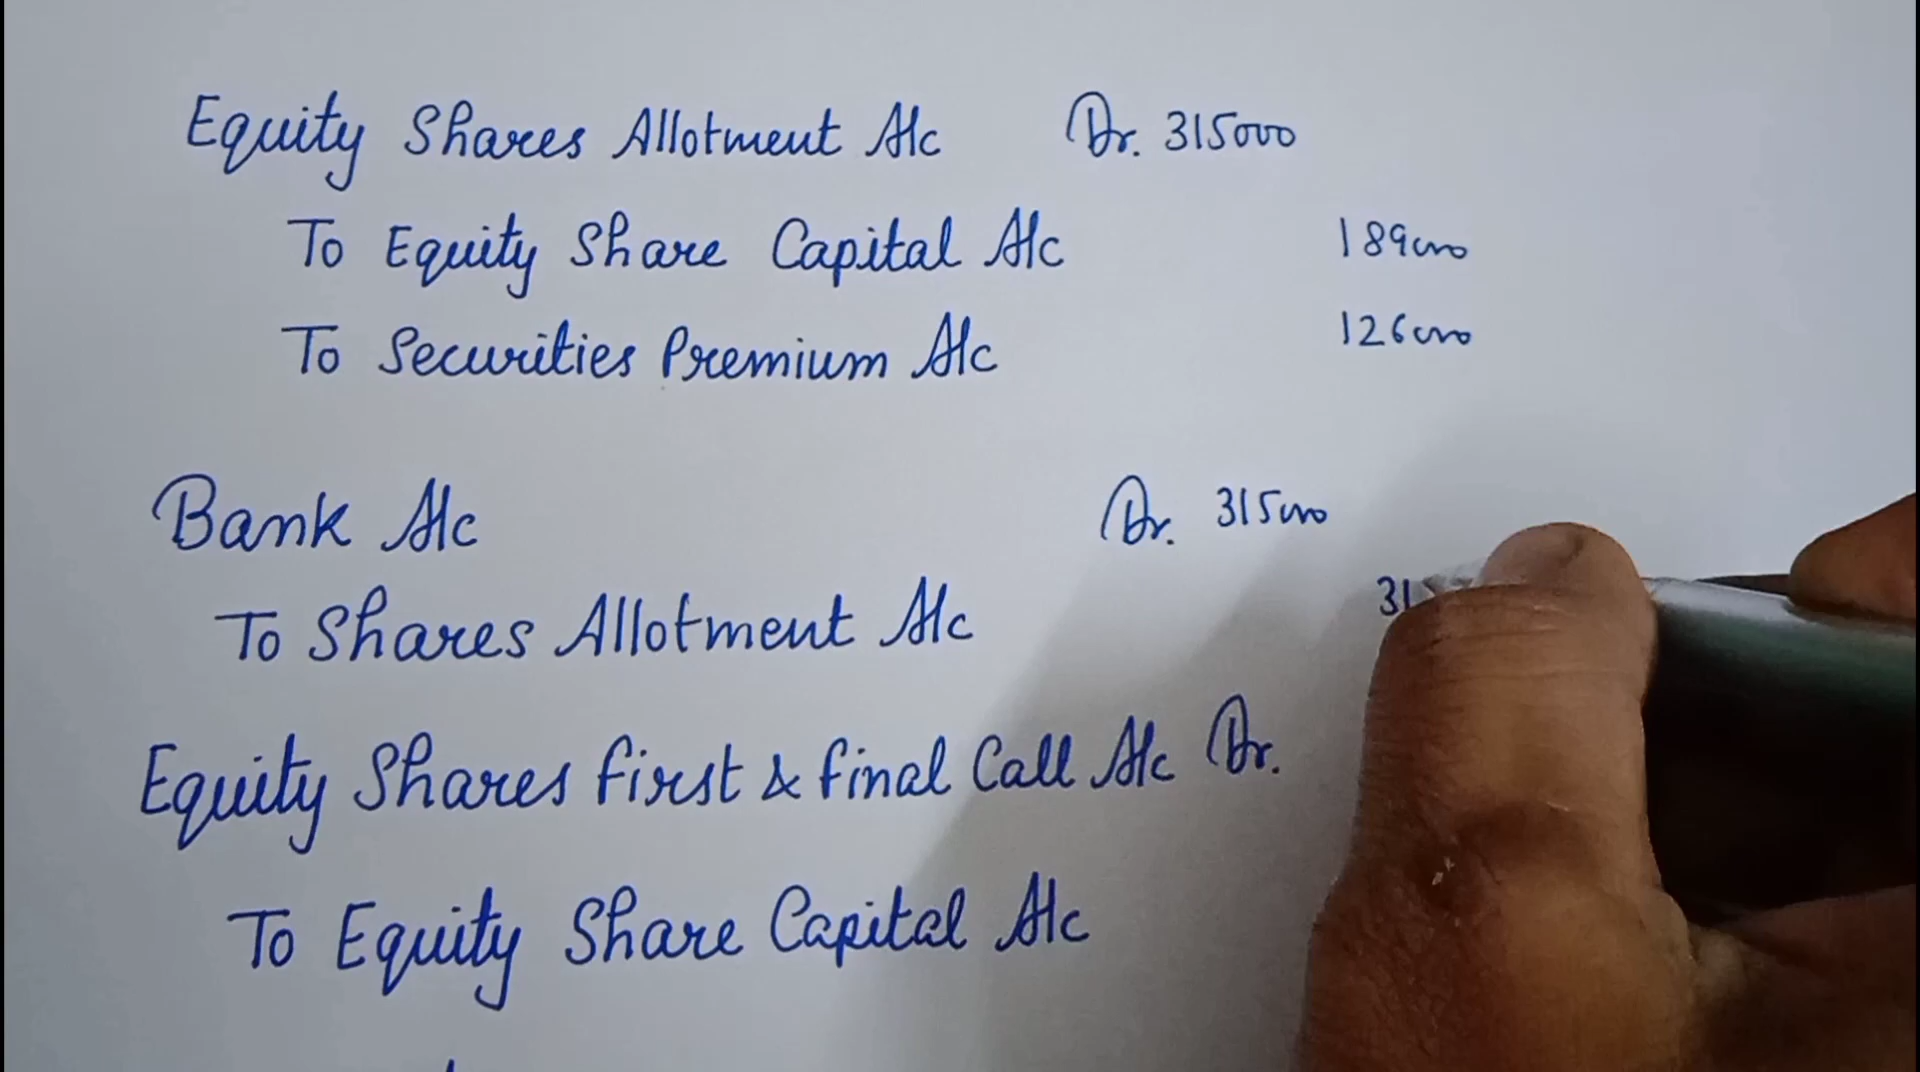 Equity Shares Allotment A/c Dr. 315000
To Equity Share Capital A/c 189000
To Securities Premium A/c 126000
Bank A/c Dr. 315000
To Shares Allotment A/c 31
Equity Shares first & final Call A/c Dr.
To Equity Share Capital A/c